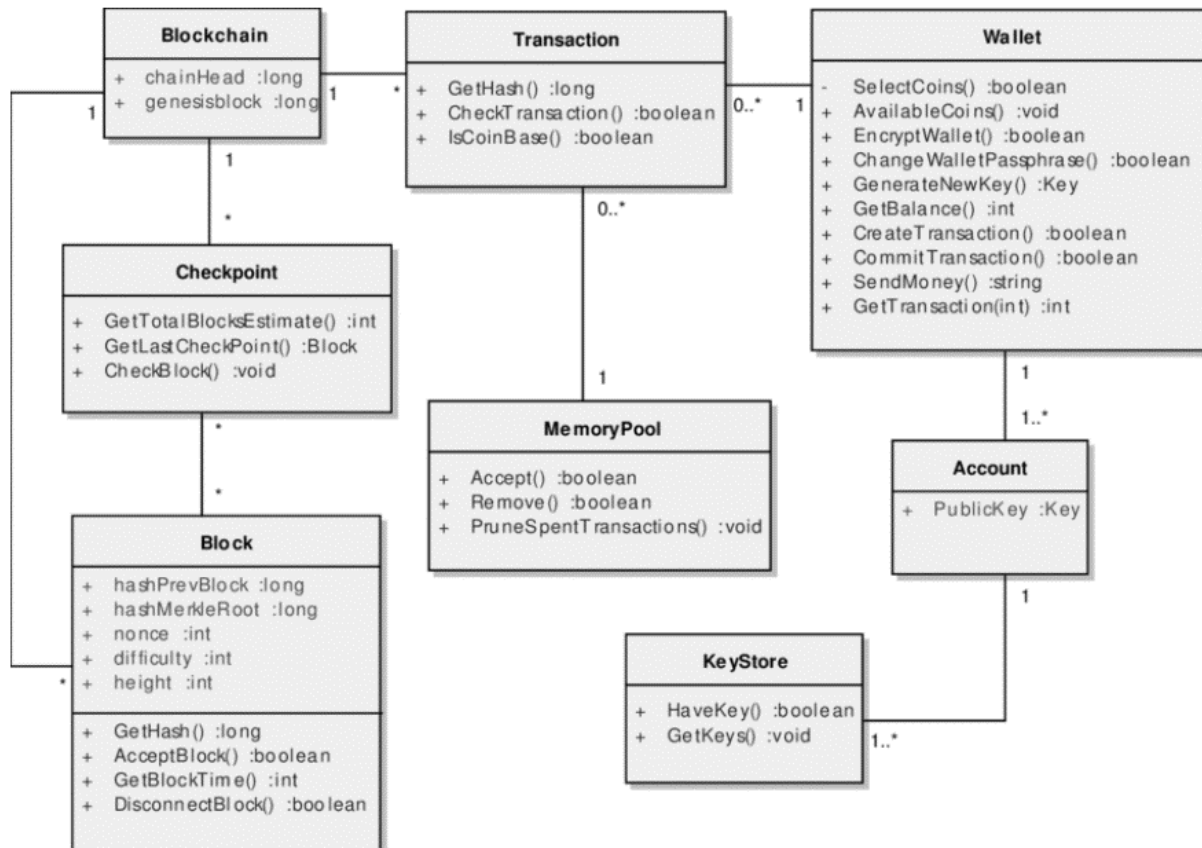 Blockchain
+ chainHead :long
+ genesisblock :long
1
1
*
1
*
Transaction
+ GetHash() :long
+ CheckTransaction() :boolean
+ IsCoinBase() :boolean
0..*
1
0..*
1
Wallet
- SelectCoins() :boolean
+ AvailableCoins() :void
+ EncryptWallet() :boolean
+ ChangeWalletPassphrase() :boolean
+ GenerateNewKey() :Key
+ GetBalance() :int
+ CreateTransaction() :boolean
+ CommitTransaction() :boolean
+ SendMoney() :string
+ GetTransaction(int) :int
1
1..*
Checkpoint
+ GetTotalBlocksEstimate() :int
+ GetLastCheckPoint() :Block
+ CheckBlock() :void
*
*
MemoryPool
+ Accept() :boolean
+ Remove() :boolean
+ PruneSpentTransactions() :void
Account
+ PublicKey :Key
1
1..*
Block
+ hashPrevBlock :long
+ hashMerkleRoot :long
+ nonce :int
+ difficulty :int
+ height :int
*
+ GetHash() :long
+ AcceptBlock() :boolean
+ GetBlockTime() :int
+ DisconnectBlock() :boolean
KeyStore
+ HaveKey() :boolean
+ GetKeys() :void